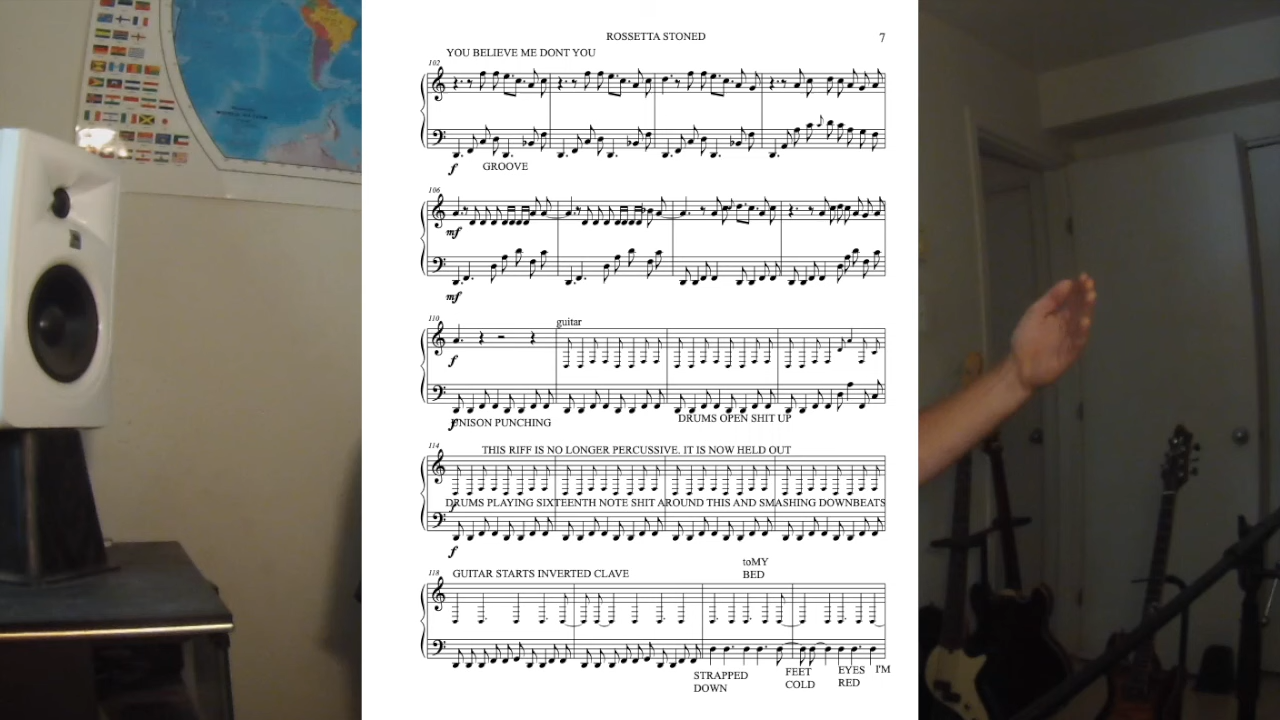 ROSSETTA STONED
7
YOU BELIEVE ME DONT YOU
102
f
GROOVE
106
mf
mf
110
guitar
f
f
UNISON PUNCHING
DRUMS OPEN SHIT UP
114
THIS RIFF IS NO LONGER PERCUSSIVE. IT IS NOW HELD OUT
f
DRUMS PLAYING SIXTEENTH NOTE SHIT AROUND THIS AND SMASHING DOWNBEATS
f
toMY
BED
118
GUITAR STARTS INVERTED CLAVE
STRAPPED
DOWN
FEET
COLD
EYES
RED
I'M